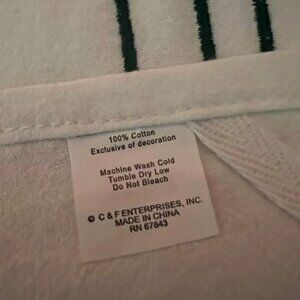 100% Cotton
Exclusive of decoration
Machine Wash Cold
Tumble Dry Low
Do Not Bleach
© C & F ENTERPRISES, INC.
MADE IN CHINA
RN 67843